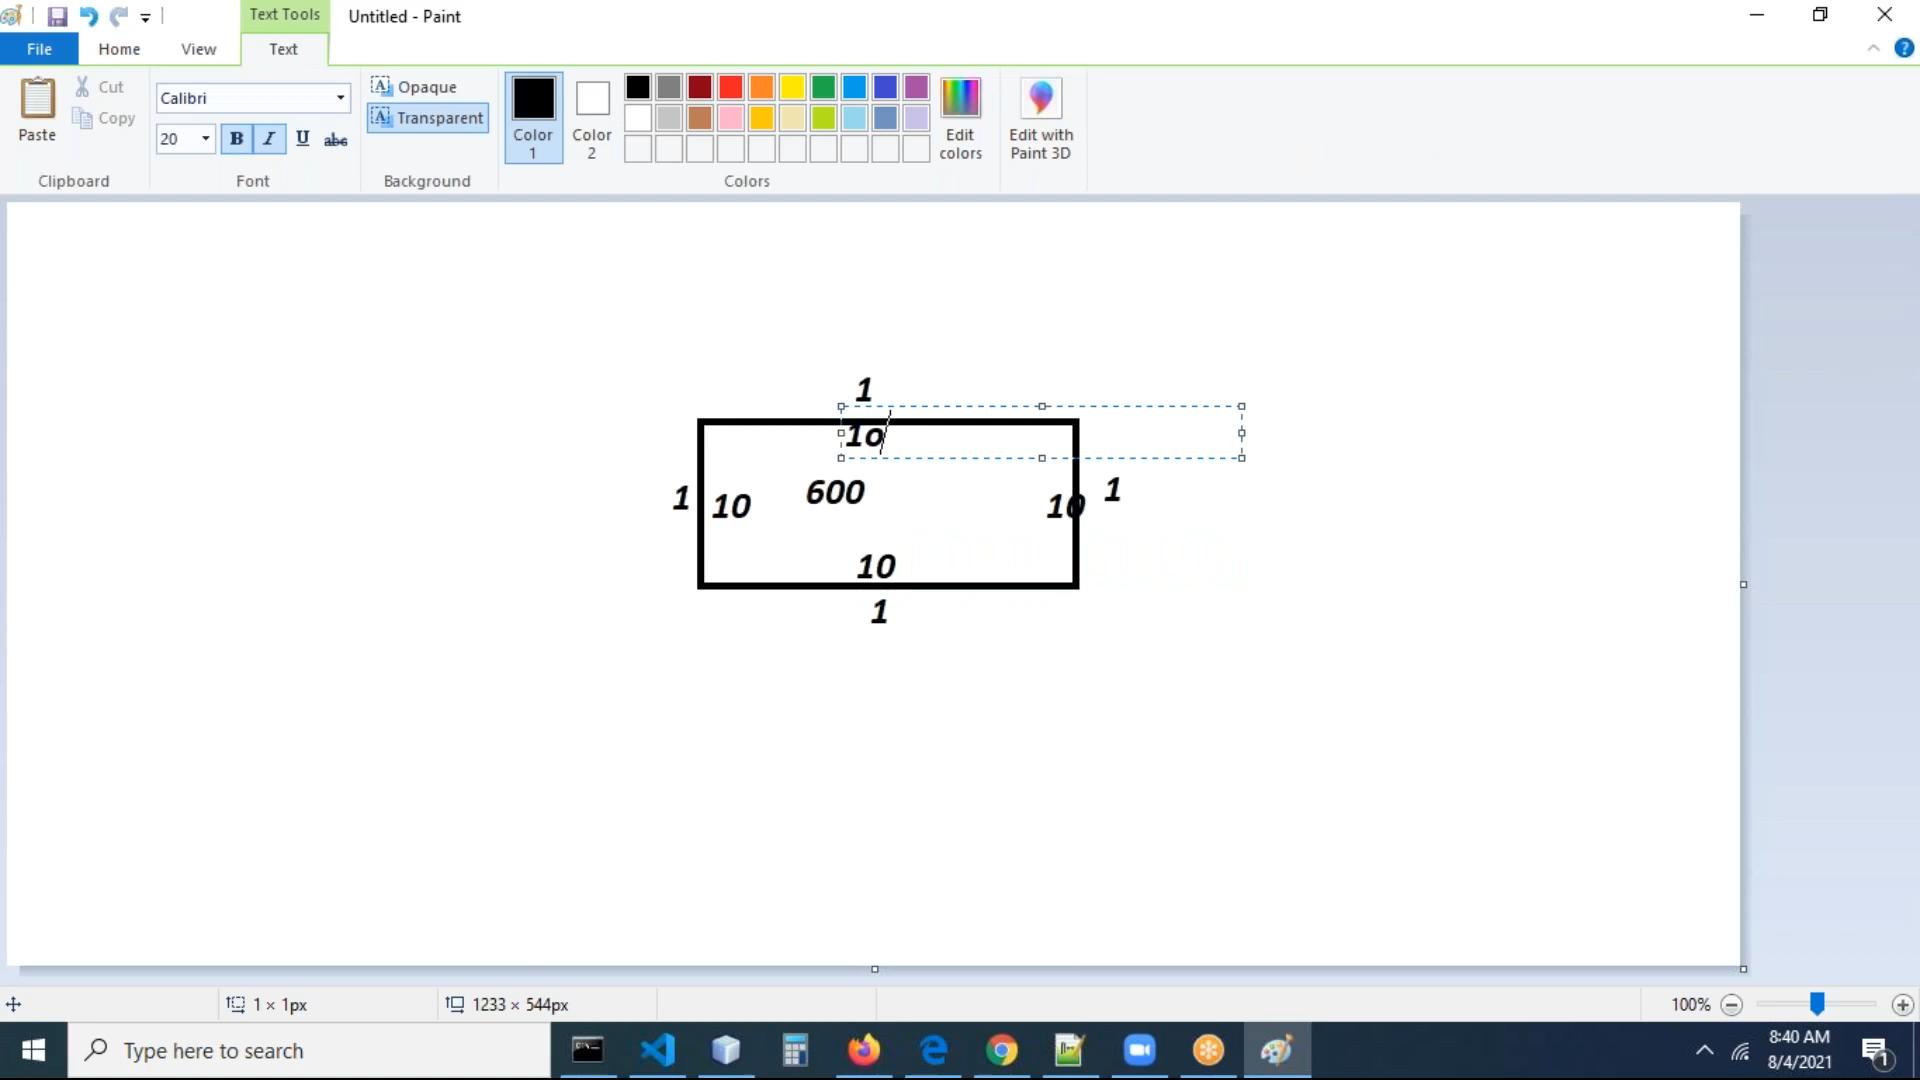 Text Tools
Untitled - Paint
File
Home
View
Text
?
Paste
Cut
Copy
Clipboard
Calibri
20
B I U abc
Font
Opaque
Transparent
Background
Color 1
Color 2
Colors
Edit colors
Edit with Paint 3D
1
1o
600
1
10
10
1
10
1
1 × 1px
1233 × 544px
100%
Type here to search
8:40 AM
8/4/2021
1